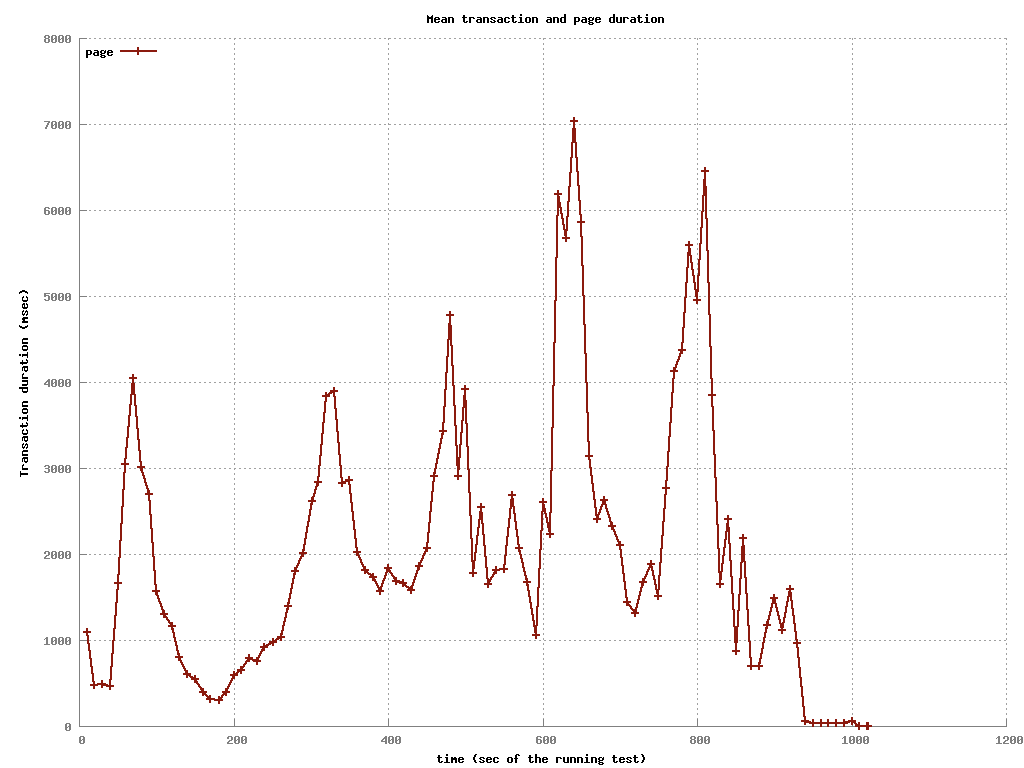 Mean transaction and page duration
page
8000
7000
6000
5000
4000
3000
2000
1000
0
Transaction duration (msec)
0 200 400 600 800 1000 1200
time (sec of the running test)